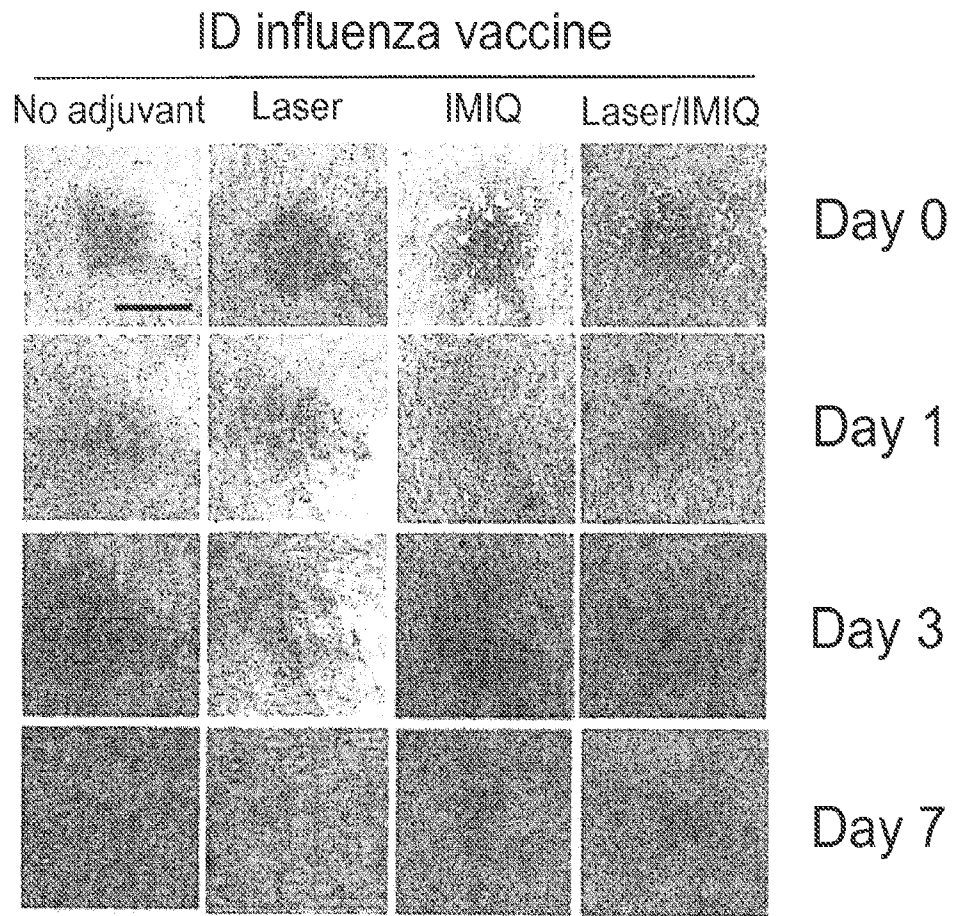 ID influenza vaccine
No adjuvant Laser IMIQ Laser/IMIQ
Day 0
Day 1
Day 3
Day 7